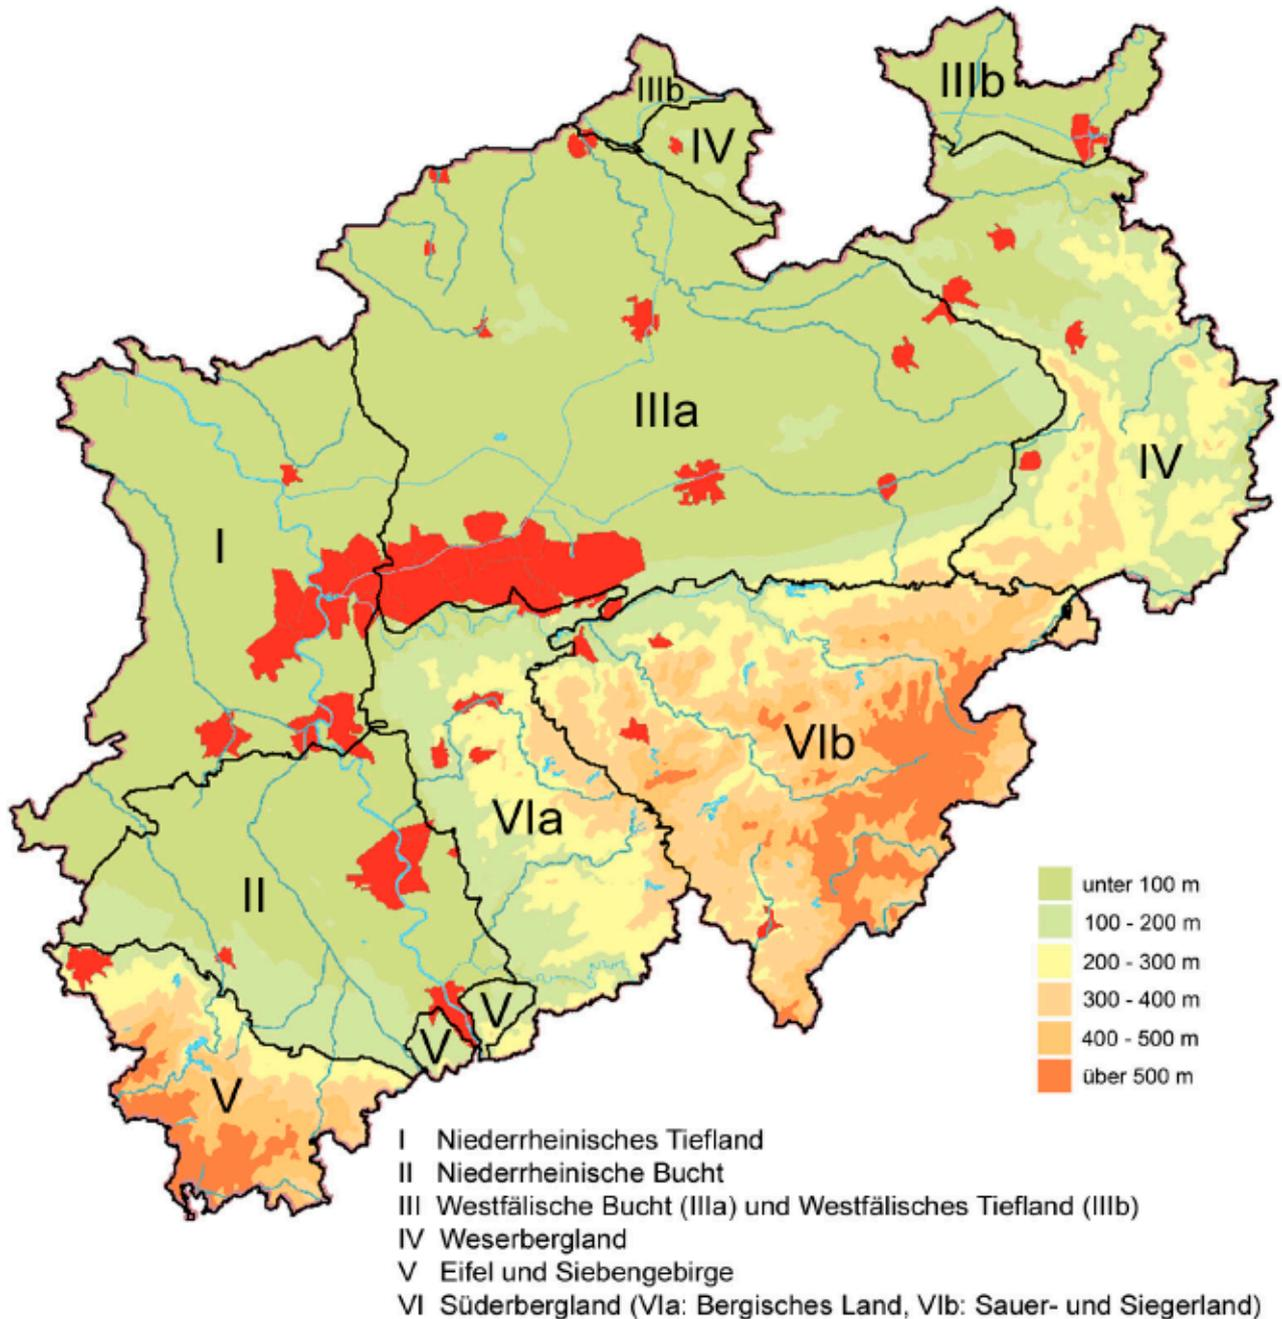 IIIb
IIIb
IV
IIIa
IV
I
VIb
VIa
II
V
V
V
unter 100 m
100 - 200 m
200 - 300 m
300 - 400 m
400 - 500 m
über 500 m
I Niederrheinisches Tiefland
II Niederrheinische Bucht
III Westfälische Bucht (IIIa) und Westfälisches Tiefland (IIIb)
IV Weserbergland
V Eifel und Siebengebirge
VI Süderbergland (VIa: Bergisches Land, VIb: Sauer- und Siegerland)